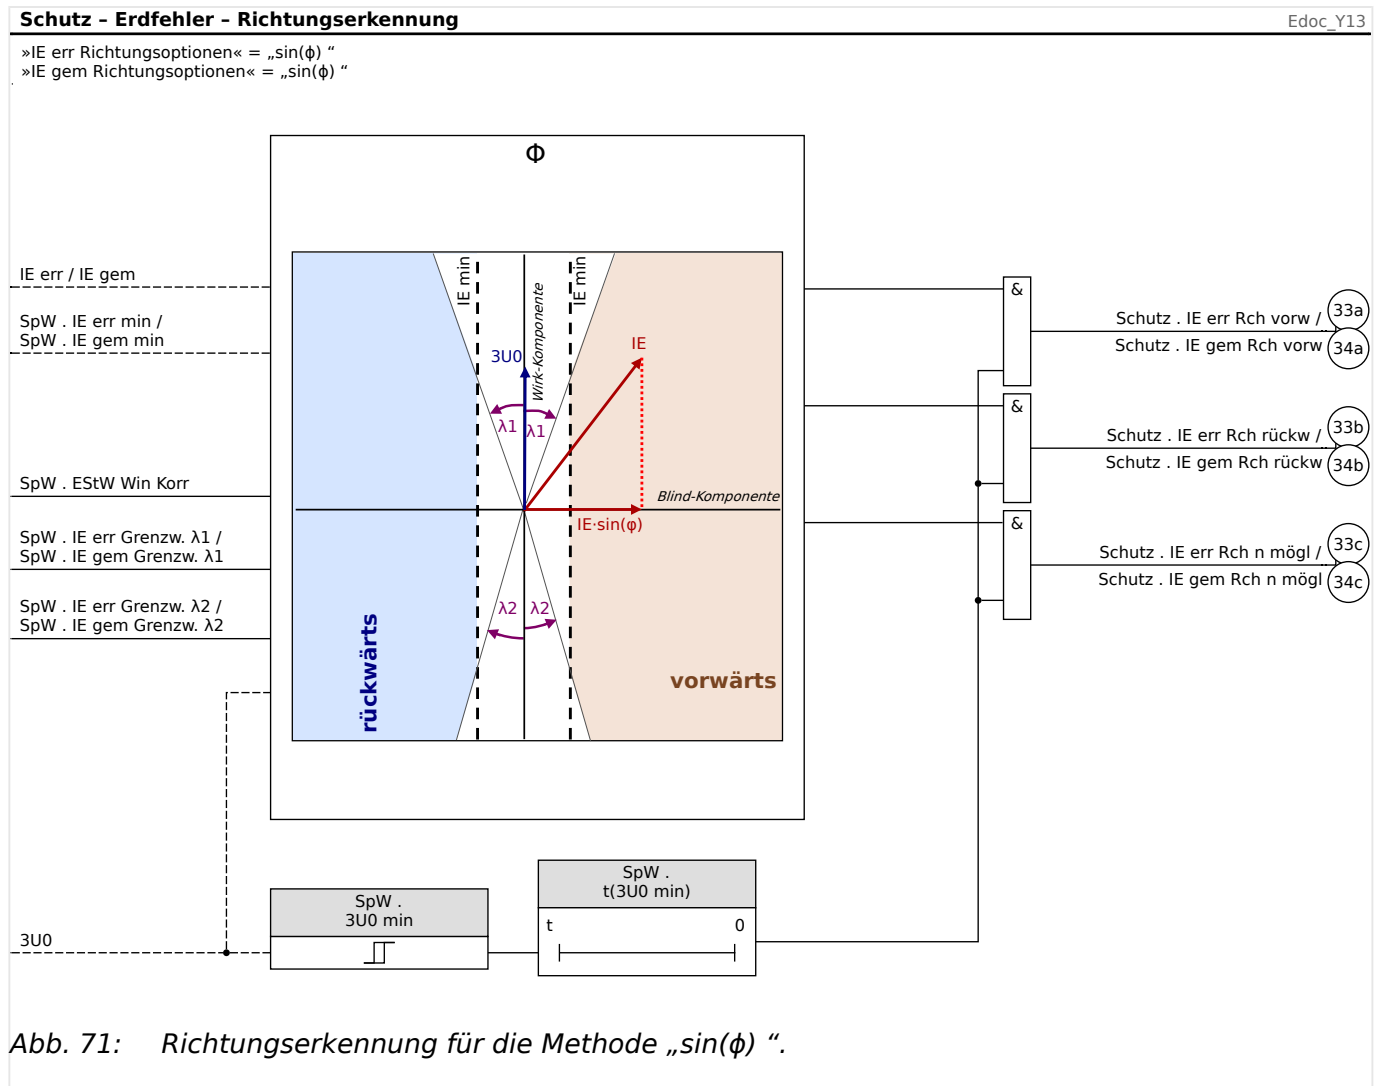 Schutz – Erdfehler – Richtungserkennung
Edoc_Y13
»IE err Richtungsoptionen« = „sin(ϕ) “
»IE gem Richtungsoptionen« = „sin(ϕ) “
Φ
IE err / IE gem
SpW . IE err min /
SpW . IE gem min
SpW . EStW Win Korr
SpW . IE err Grenzw. λ1 /
SpW . IE gem Grenzw. λ1
SpW . IE err Grenzw. λ2 /
SpW . IE gem Grenzw. λ2
3U0
IE min
Wirk-Komponente
IE min
3U0
IE
λ1
λ1
Blind-Komponente
IE·sin(φ)
λ2
λ2
rückwärts
vorwärts
&
Schutz . IE err Rch vorw /
33a
Schutz . IE gem Rch vorw
34a
&
Schutz . IE err Rch rückw /
33b
Schutz . IE gem Rch rückw
34b
&
Schutz . IE err Rch n mögl /
33c
Schutz . IE gem Rch n mögl
34c
SpW .
3U0 min
SpW .
t(3U0 min)
t
0
Abb. 71: Richtungserkennung für die Methode „sin(ϕ) “.